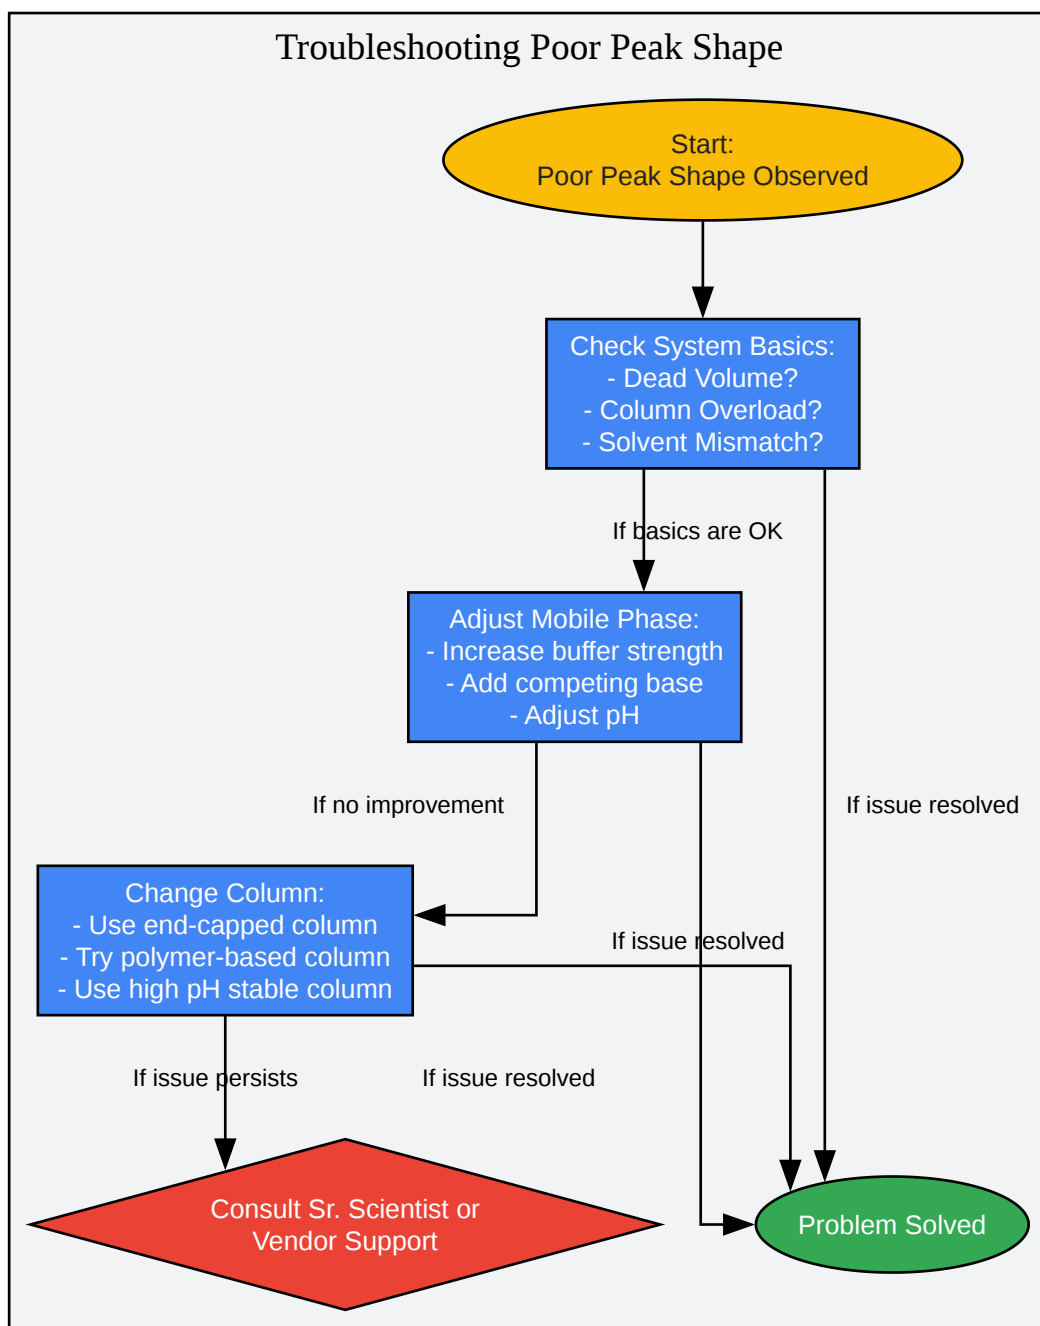 Troubleshooting Poor Peak Shape
Start:
Poor Peak Shape Observed
Check System Basics:
- Dead Volume?
- Column Overload?
- Solvent Mismatch?
If basics are OK
Adjust Mobile Phase:
- Increase buffer strength
- Add competing base
- Adjust pH
If no improvement
If issue resolved
Change Column:
- Use end-capped column
- Try polymer-based column
- Use high pH stable column
If issue resolved
If issue persists
If issue resolved
Consult Sr. Scientist or
Vendor Support
Problem Solved